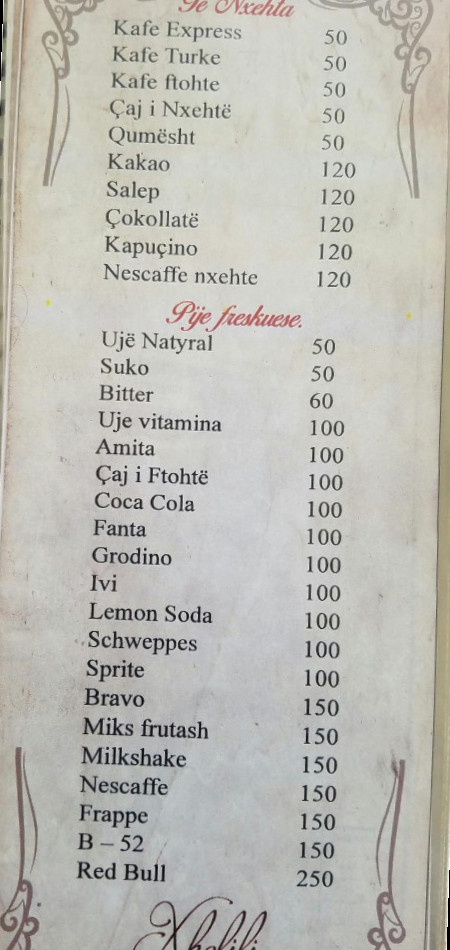 Të Nxehta
Kafe Express 50
Kafe Turke 50
Kafe ftohte 50
Çaj i Nxehtë 50
Qumësht 50
Kakao 120
Salep 120
Çokollatë 120
Kapuçino 120
Nescaffe nxehte 120
Pije freskuese.
Ujë Natyral 50
Suko 50
Bitter 60
Uje vitamina 100
Amita 100
Çaj i Ftohtë 100
Coca Cola 100
Fanta 100
Grodino 100
Ivi 100
Lemon Soda 100
Schweppes 100
Sprite 100
Bravo 150
Miks frutash 150
Milkshake 150
Nescaffe 150
Frappe 150
B – 52 150
Red Bull 250